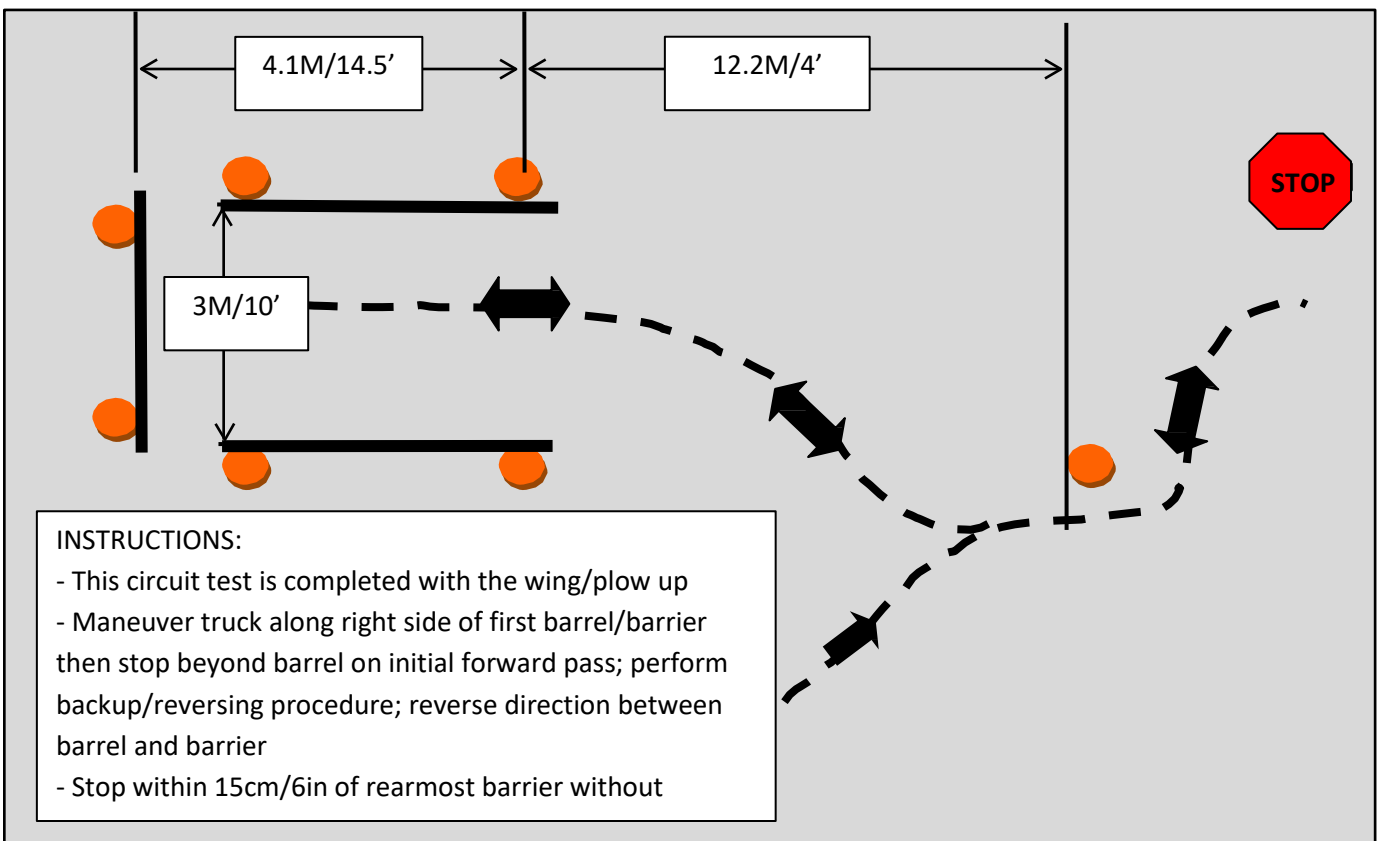 4.1M/14.5’
12.2M/4’
STOP
3M/10’
INSTRUCTIONS:
- This circuit test is completed with the wing/plow up
- Maneuver truck along right side of first barrel/barrier
then stop beyond barrel on initial forward pass; perform
backup/reversing procedure; reverse direction between
barrel and barrier
- Stop within 15cm/6in of rearmost barrier without